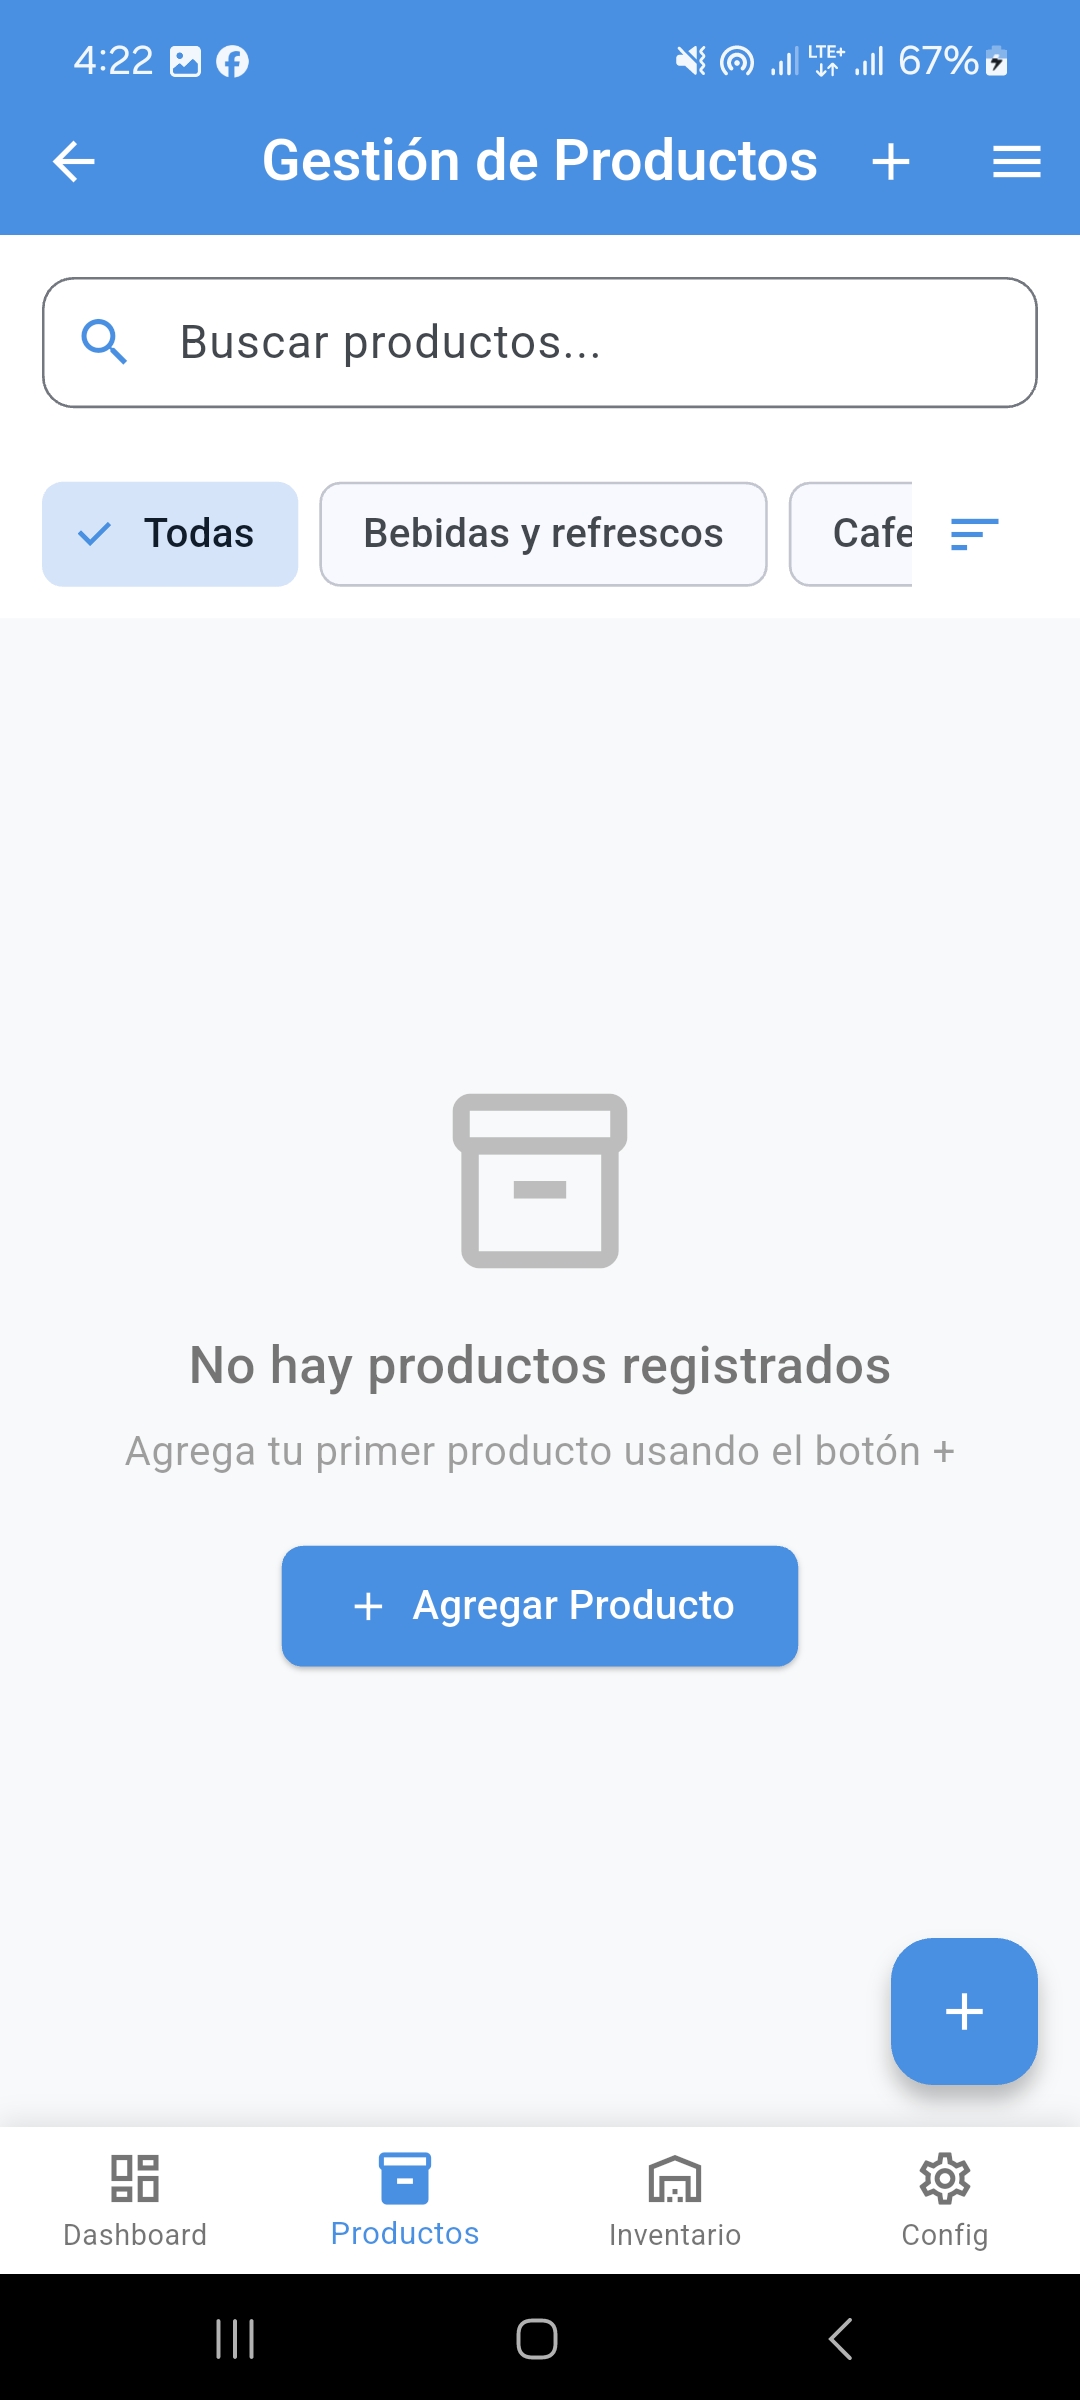 4:22 LTE+ 67%
Gestión de Productos
Buscar productos...
Todas Bebidas y refrescos Cafe
No hay productos registrados
Agrega tu primer producto usando el botón +
+ Agregar Producto
Dashboard Productos Inventario Config